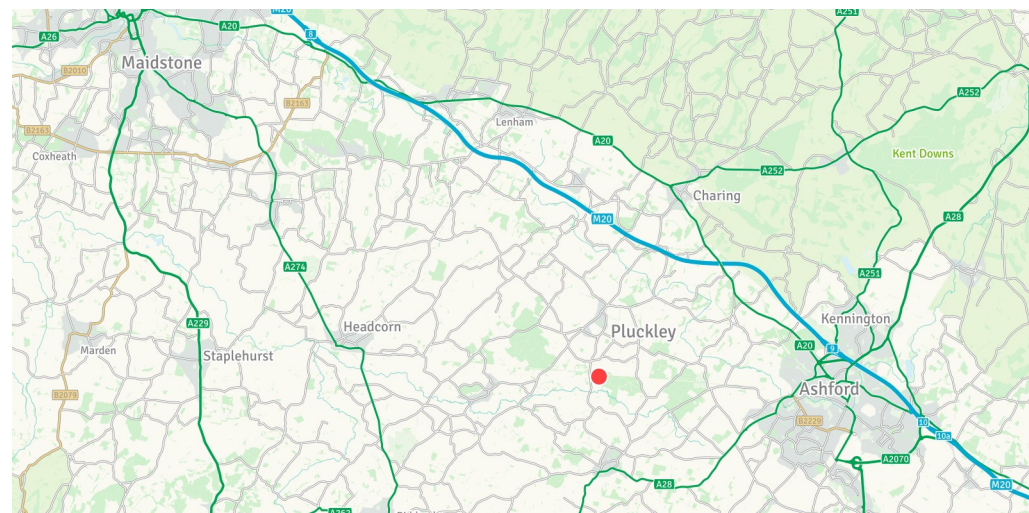 M20
A251
A20
A26
8
Maidstone
B2010
A252
B2163
Lenham
B2163
A20
Kent Downs
Coxheath
A252
Charing
M20
A28
A274
A251
Kennington
A229
Headcorn
Pluckley
Marden
Staplehurst
A20
9
Ashford
B2079
B2229
10
10a
A2070
A28
M20
A262